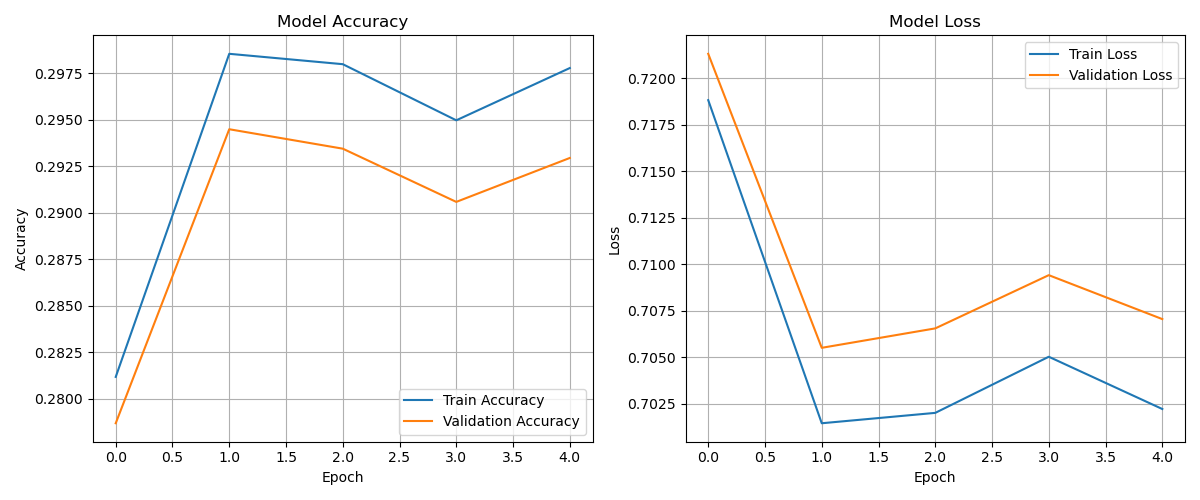 Model Accuracy
Accuracy
0.2975
0.2950
0.2925
0.2900
0.2875
0.2850
0.2825
0.2800
0.0 0.5 1.0 1.5 2.0 2.5 3.0 3.5 4.0
Epoch
Train Accuracy
Validation Accuracy
Model Loss
Loss
0.7200
0.7175
0.7150
0.7125
0.7100
0.7075
0.7050
0.7025
0.0 0.5 1.0 1.5 2.0 2.5 3.0 3.5 4.0
Epoch
Train Loss
Validation Loss